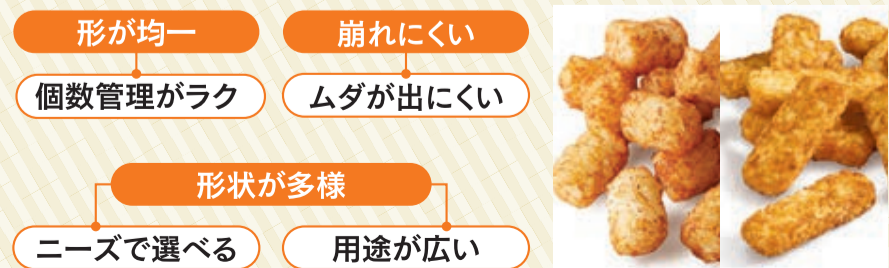 形が均一
崩れにくい
個数管理がラク
ムダが出にくい
形状が多様
ニーズで選べる
用途が広い